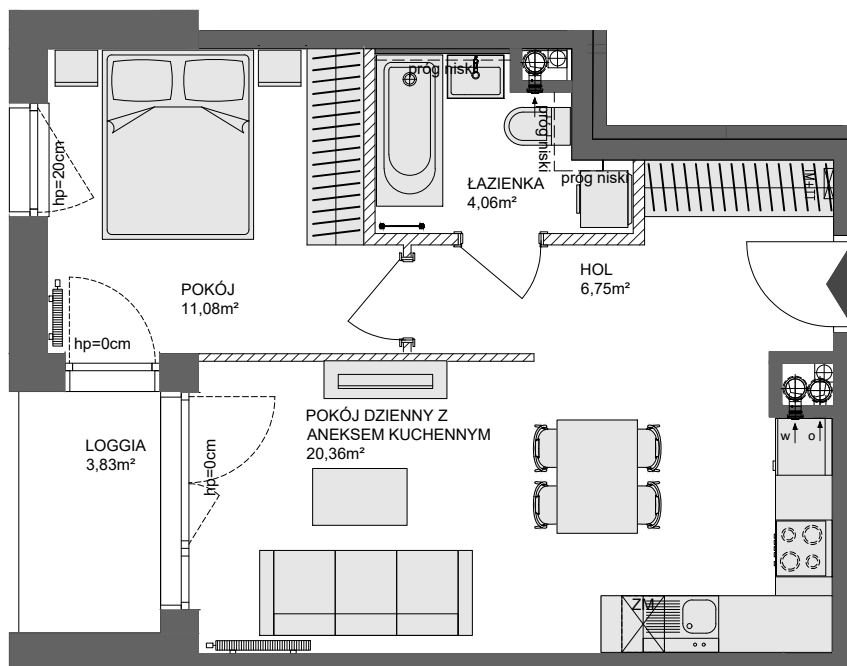 próg niski
próg niski
próg niski
M+IT
hp=20cm
ŁAZIENKA
4,06m²
HOL
6,75m²
POKÓJ
11,08m²
hp=0cm
POKÓJ DZIENNY Z
ANEKSEM KUCHENNYM
20,36m²
LOGGIA
3,83m²
hp=0cm
w
o
ZM